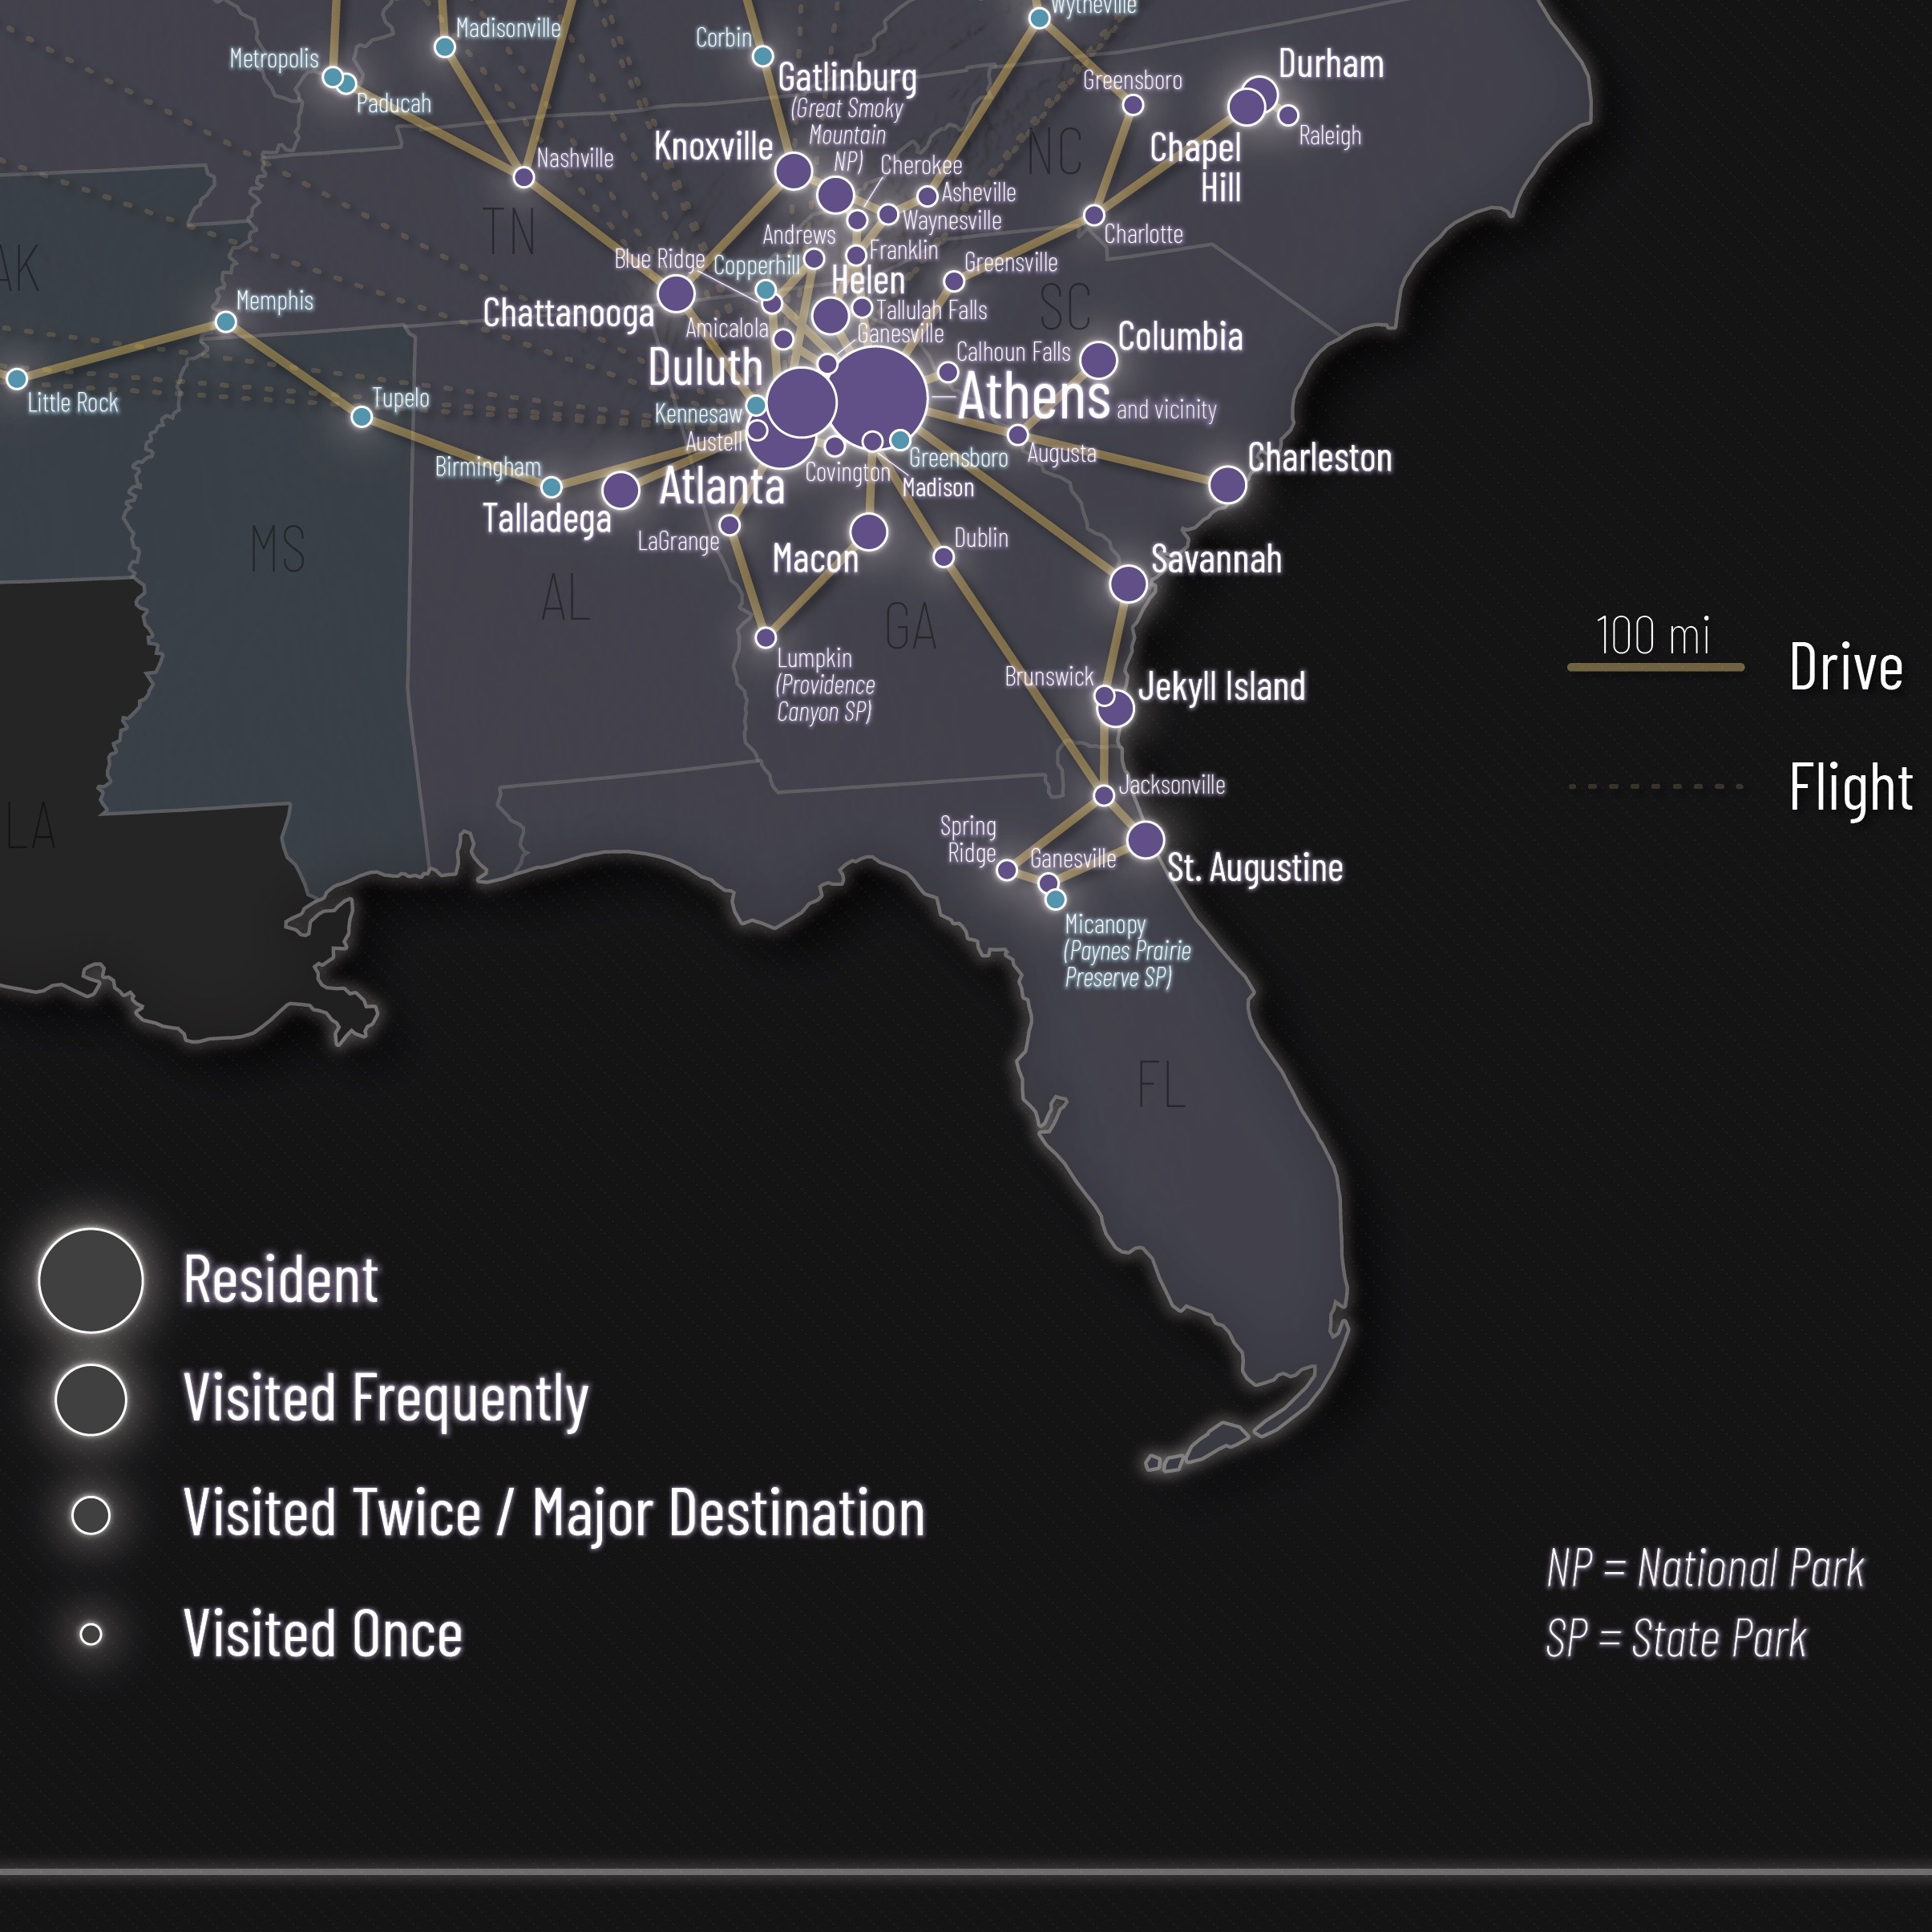 Wytheville
Madisonville
Corbin
Metropolis
Paducah
Gatlinburg
(Great Smoky
Mountain
NP)
Greensboro
Durham
Raleigh
Chapel
Hill
NC
Knoxville
Nashville
Cherokee
Asheville
Waynesville
TN
Andrews
Franklin
Charlotte
Blue Ridge
Copperhill
Helen
Greensville
AK
Memphis
Chattanooga
Amicalola
Tallulah Falls
Ganesville
SC
Columbia
Duluth
Calhoun Falls
Little Rock
Tupelo
Kennesaw
Athens and vicinity
Austell
Covington
Greensboro
Augusta
Birmingham
Talladega
Atlanta
Madison
Charleston
MS
LaGrange
Macon
Dublin
Savannah
AL
GA
Lumpkin
(Providence
Canyon SP)
Brunswick
Jekyll Island
100 mi
Drive
Flight
LA
Jacksonville
Spring
Ridge
Ganesville
St. Augustine
Micanopy
(Paynes Prairie
Preserve SP)
FL
Resident
Visited Frequently
Visited Twice / Major Destination
Visited Once
NP = National Park
SP = State Park